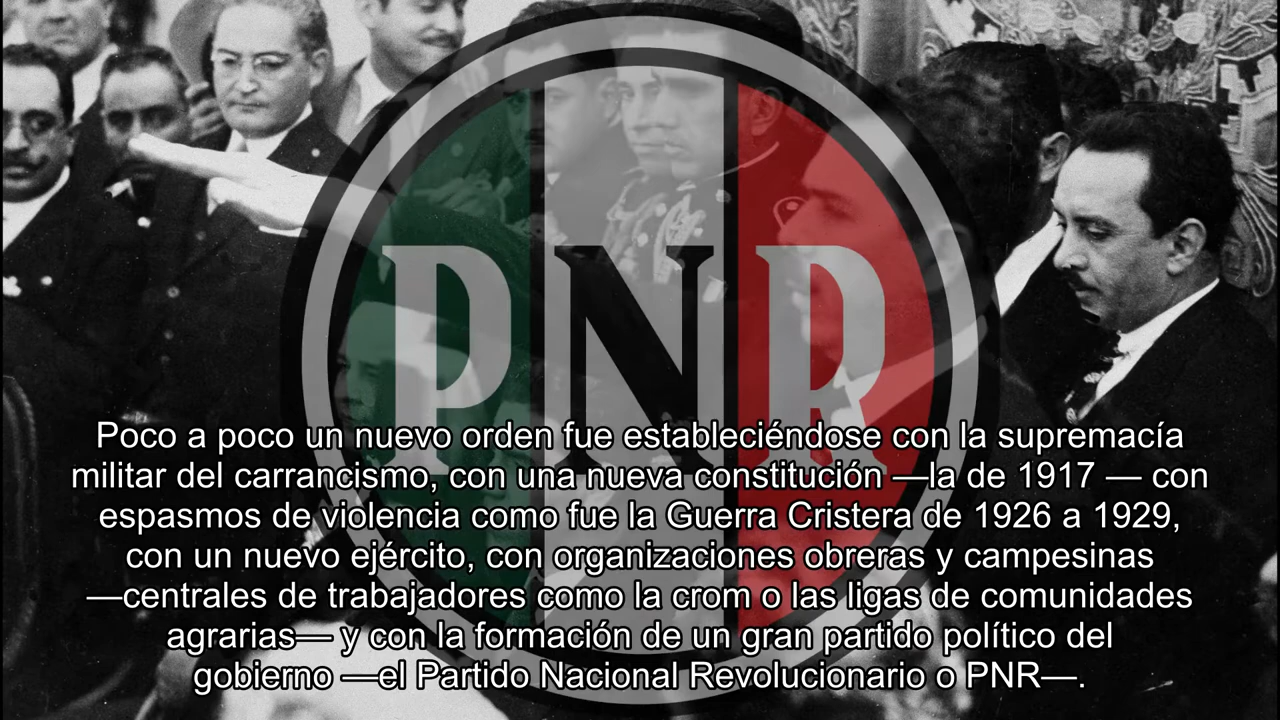 PNR
Poco a poco un nuevo orden fue estableciéndose con la supremacía
militar del carrancismo, con una nueva constitución —la de 1917 — con
espasmos de violencia como fue la Guerra Cristera de 1926 a 1929,
con un nuevo ejército, con organizaciones obreras y campesinas
—centrales de trabajadores como la crom o las ligas de comunidades
agrarias— y con la formación de un gran partido político del
gobierno —el Partido Nacional Revolucionario o PNR—.